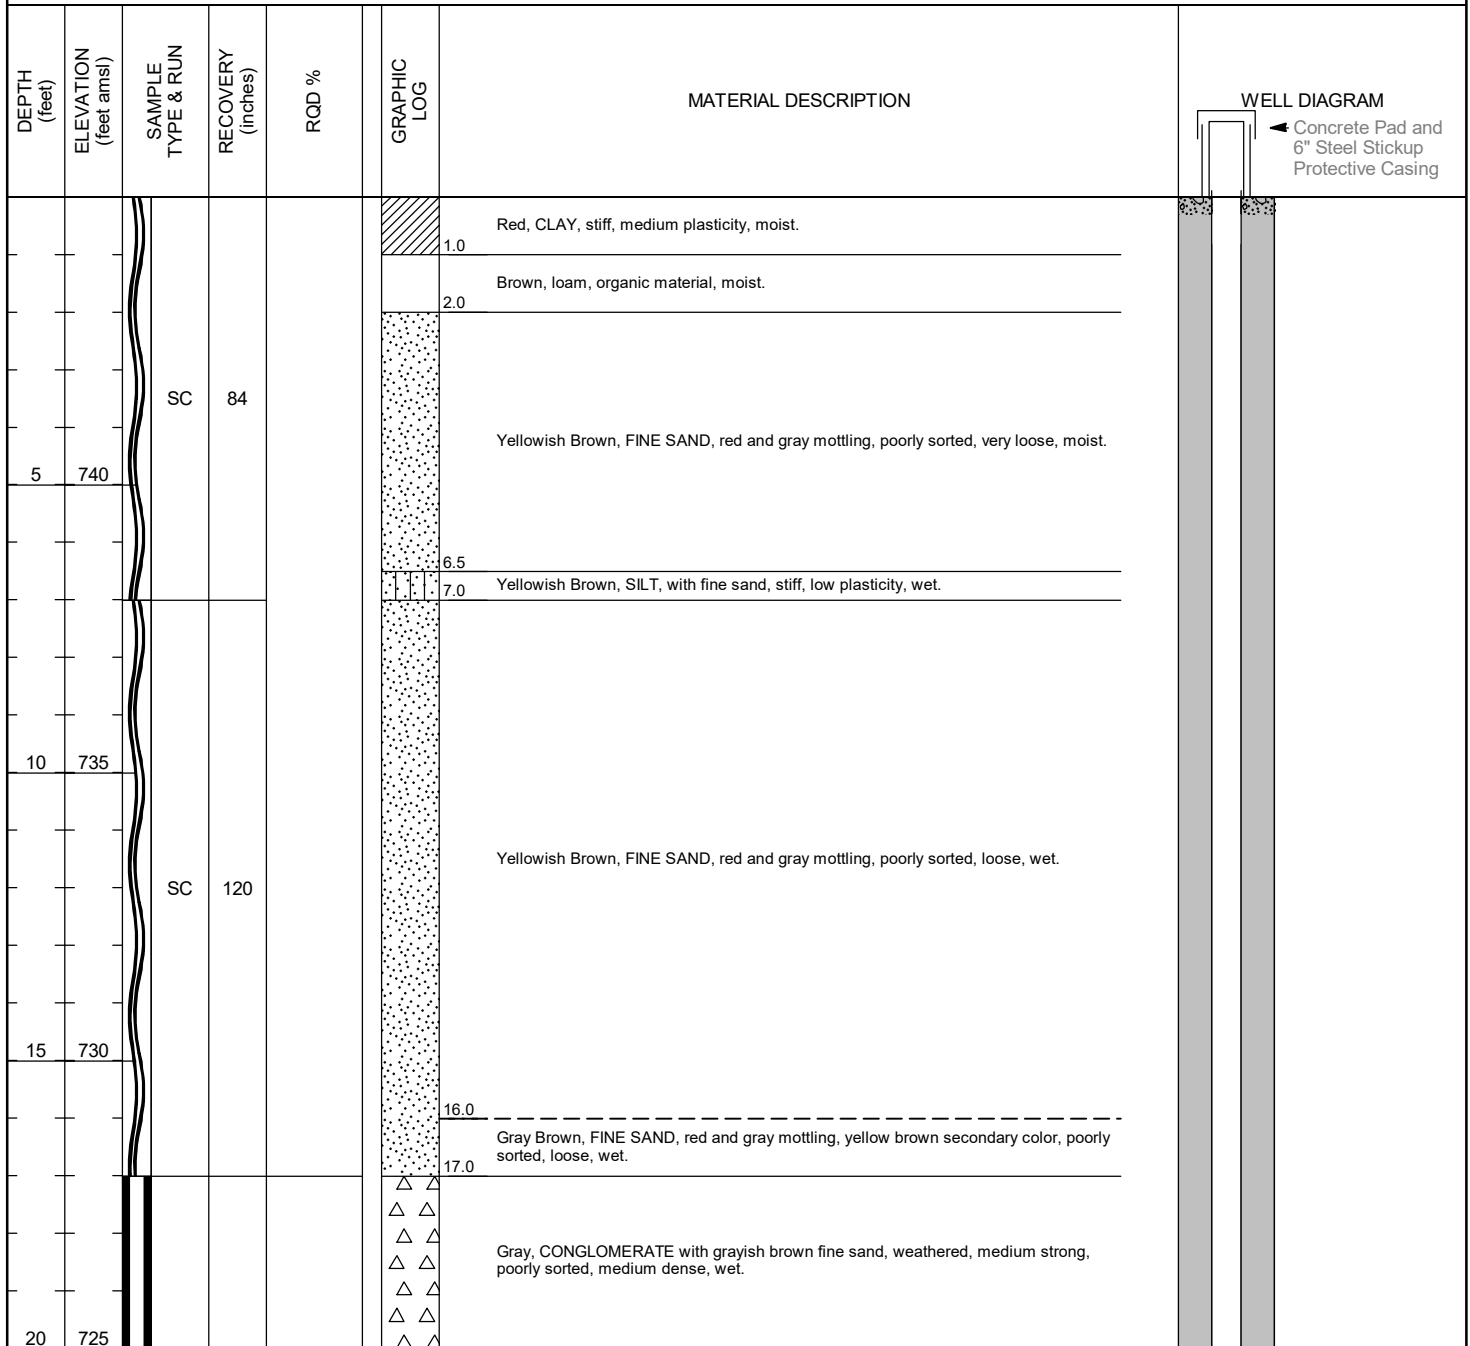 DEPTH
(feet)
ELEVATION
(feet amsl)
SAMPLE
TYPE & RUN
RECOVERY
(inches)
RQD %
GRAPHIC
LOG
MATERIAL DESCRIPTION
WELL DIAGRAM
Concrete Pad and
6" Steel Stickup
Protective Casing
Red, CLAY, stiff, medium plasticity, moist.
1.0
Brown, loam, organic material, moist.
2.0
SC 84
Yellowish Brown, FINE SAND, red and gray mottling, poorly sorted, very loose, moist.
5 740
6.5
Yellowish Brown, SILT, with fine sand, stiff, low plasticity, wet.
7.0
10 735
Yellowish Brown, FINE SAND, red and gray mottling, poorly sorted, loose, wet.
SC 120
15 730
16.0
Gray Brown, FINE SAND, red and gray mottling, yellow brown secondary color, poorly
sorted, loose, wet.
17.0
Gray, CONGLOMERATE with grayish brown fine sand, weathered, medium strong,
poorly sorted, medium dense, wet.
20 725